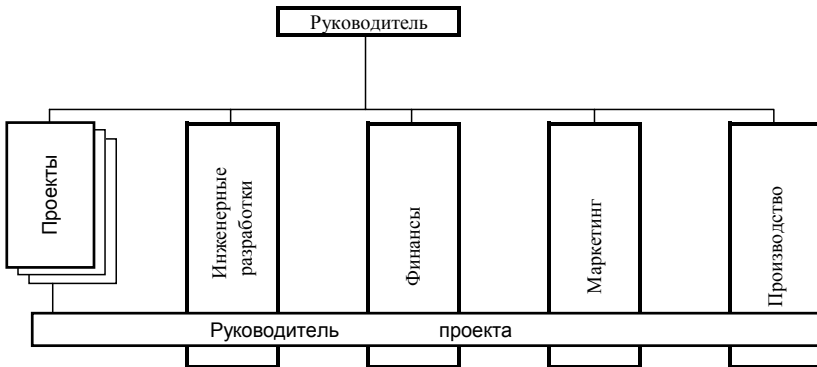 Руководитель
Проекты
Инженерные
разработки
Финансы
Маркетинг
Производство
Руководитель проекта